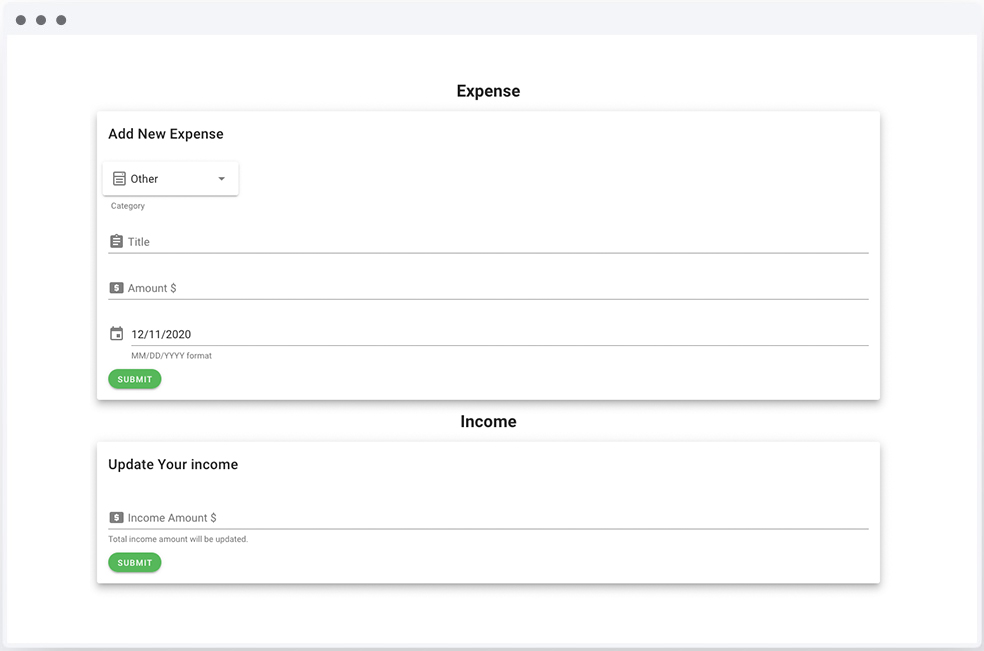 Expense
Add New Expense
Other
Category
Title
Amount $
12/11/2020
MM/DD/YYYY format
SUBMIT
Income
Update Your income
Income Amount $
Total income amount will be updated.
SUBMIT